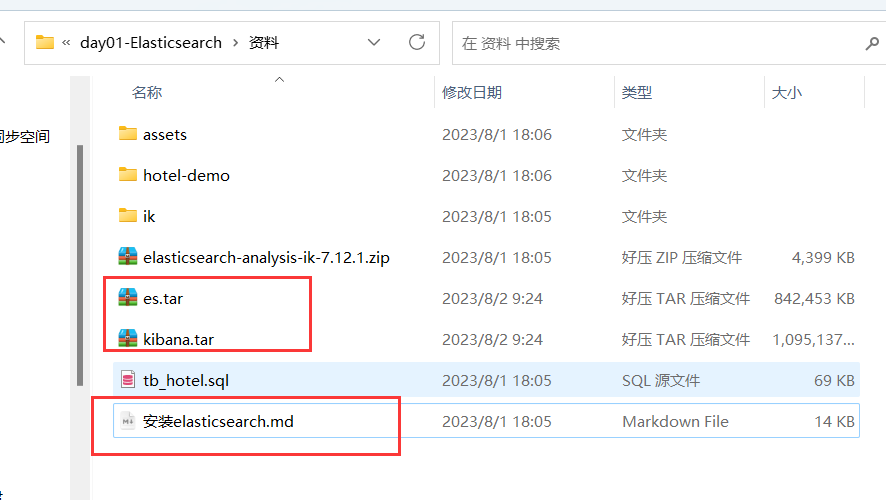 « day01-Elasticsearch › 资料
在 资料 中搜索
名称 修改日期 类型 大小
步空间
assets 2023/8/1 18:06 文件夹
hotel-demo 2023/8/1 18:06 文件夹
ik 2023/8/1 18:05 文件夹
elasticsearch-analysis-ik-7.12.1.zip 2023/8/1 18:05 好压 ZIP 压缩文件 4,399 KB
es.tar 2023/8/2 9:24 好压 TAR 压缩文件 842,453 KB
kibana.tar 2023/8/2 9:24 好压 TAR 压缩文件 1,095,137...
tb_hotel.sql 2023/8/1 18:05 SQL 源文件 69 KB
安装elasticsearch.md 2023/8/1 18:05 Markdown File 14 KB